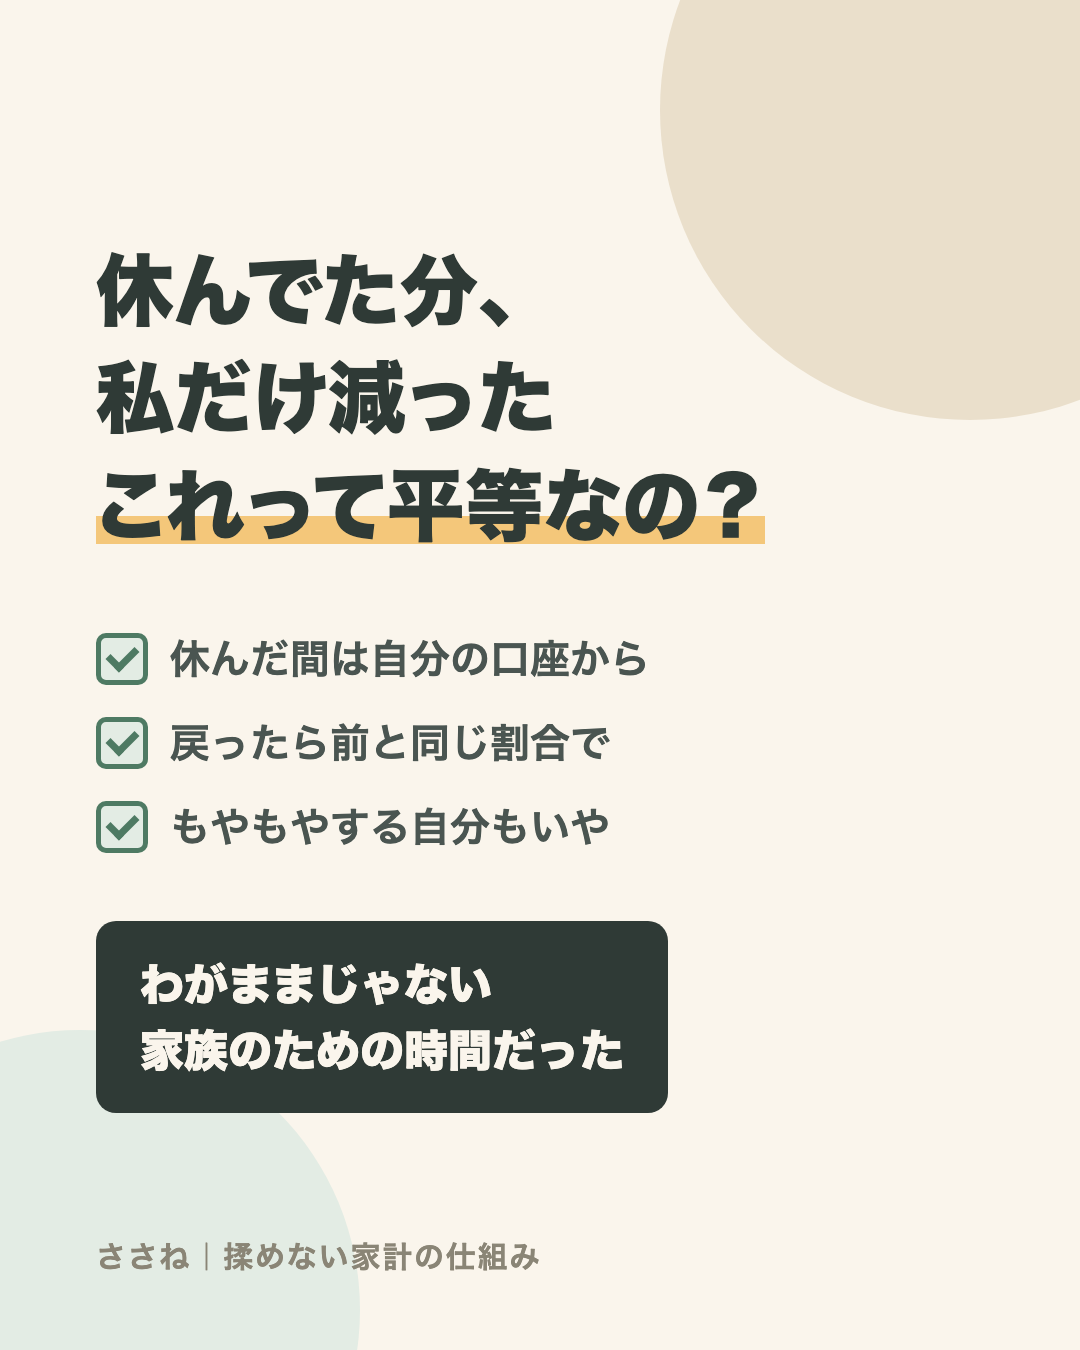 休んでた分、
私だけ減った
これって平等なの？
休んだ間は自分の口座から
戻ったら前と同じ割合で
もやもやする自分もいや
わがままじゃない
家族のための時間だった
ささね｜揉めない家計の仕組み